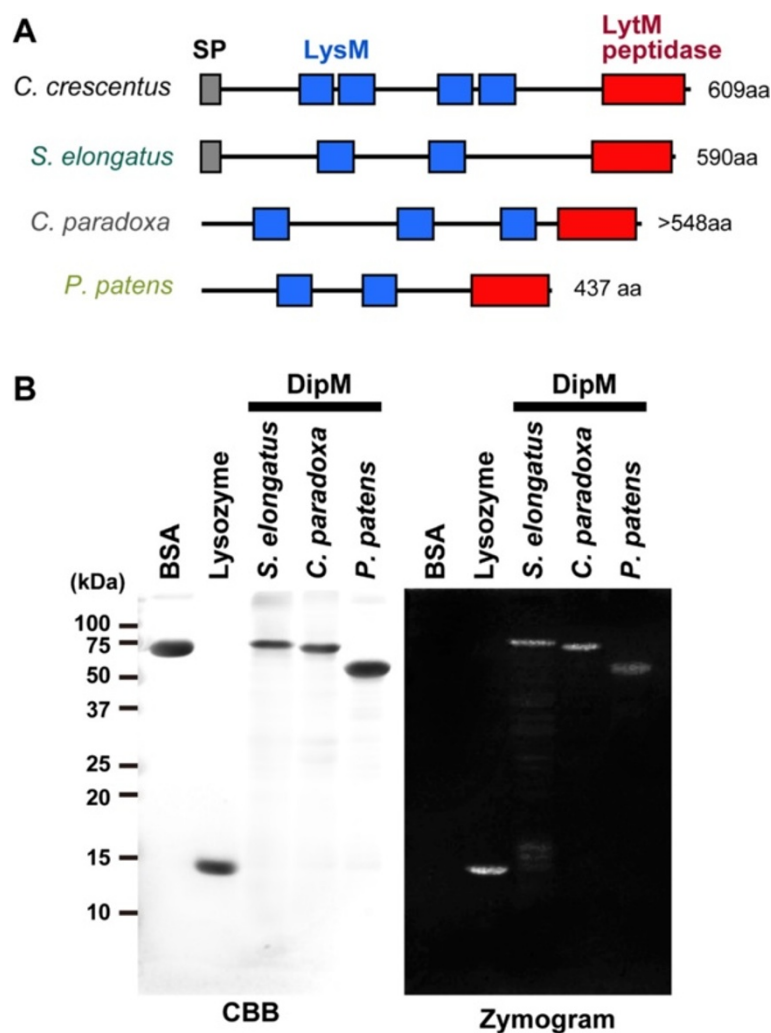 A
SP LysM LytM
peptidase
C. crescentus 609aa
S. elongatus 590aa
C. paradoxa >548aa
P. patens 437 aa
B
DipM DipM
BSA Lysozyme S. elongatus C. paradoxa P. patens BSA Lysozyme S. elongatus C. paradoxa P. patens
(kDa)
100
75
50
37
25
20
15
10
CBB Zymogram